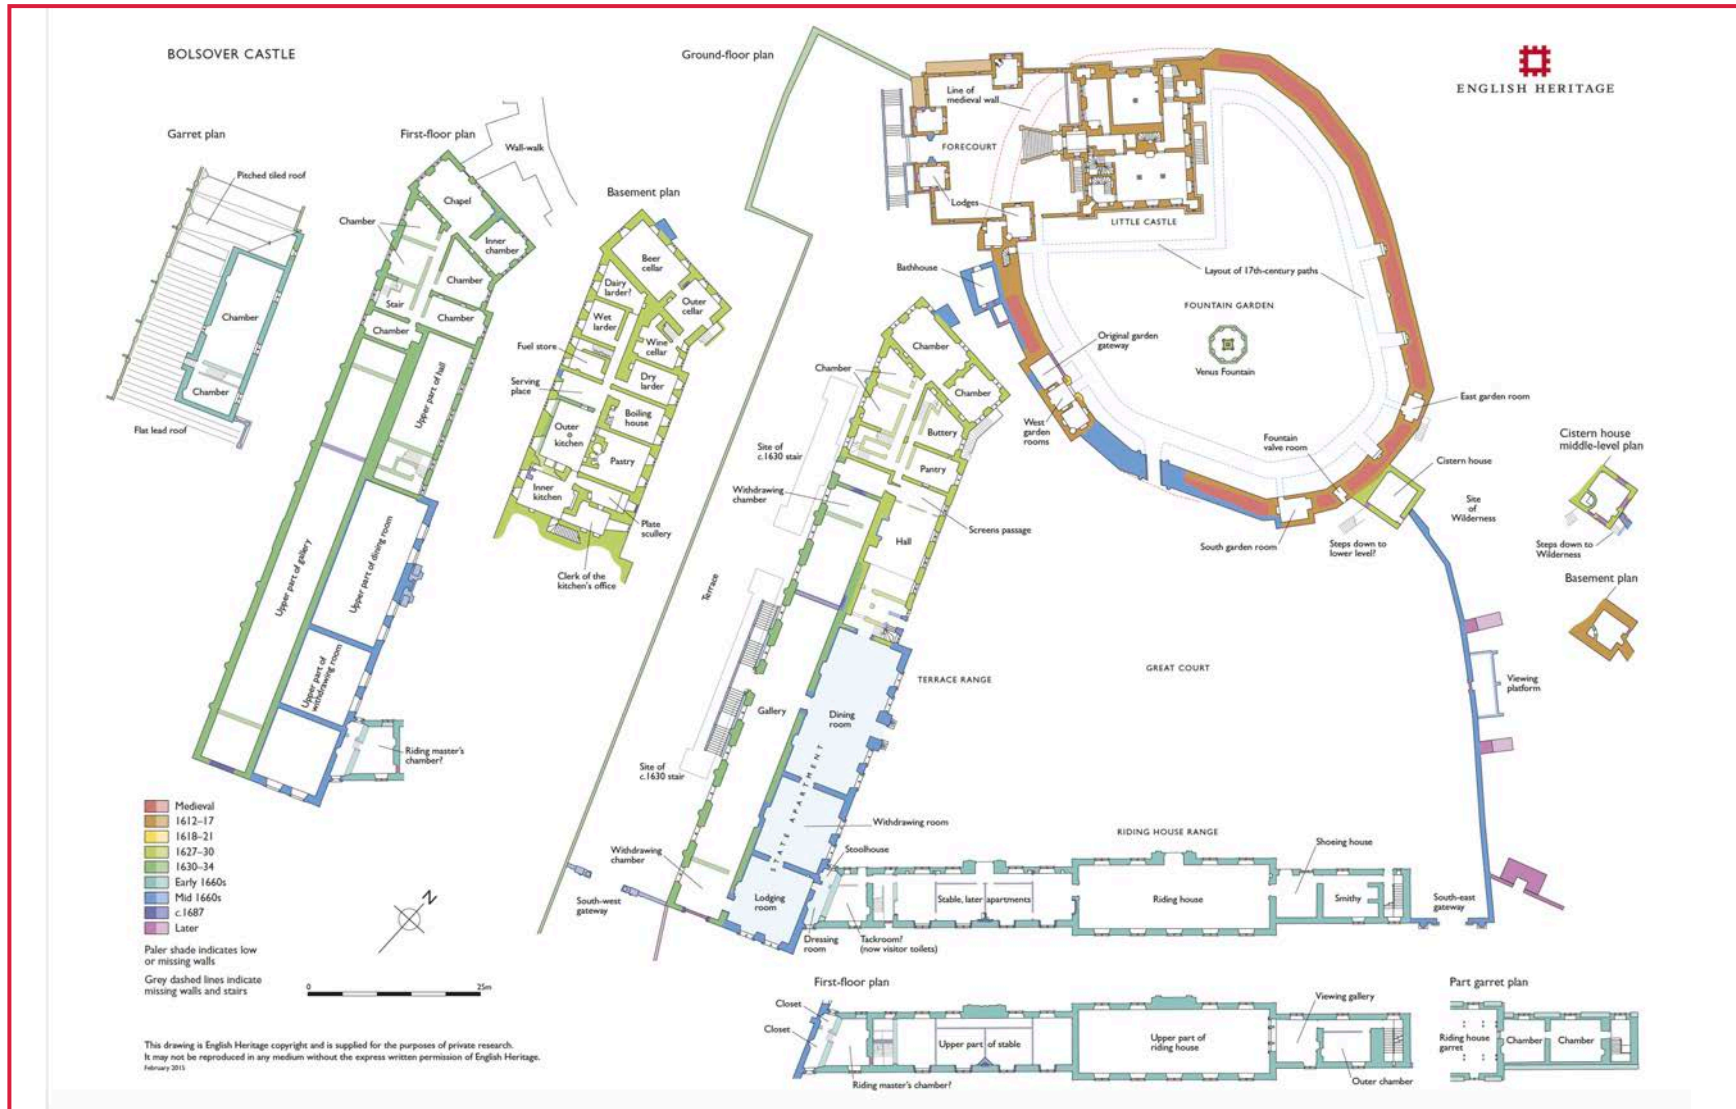 BOLSOVER CASTLE
Ground-floor plan
ENGLISH HERITAGE
Garret plan
First-floor plan
Wall-walk
Pitched tiled roof
Chamber
Chapel
Inner
chamber
Chamber
Stair
Chamber
Chamber
Chamber
Chamber
Flat lead roof
Upper part of hall
Upper part of gallery
Upper part of dining room
Upper part of
withdrawing room
Riding master's
chamber?
Basement plan
Beer
cellar
Dairy
larder?
Outer
cellar
Wet
larder
Wine
cellar
Fuel store
Dry
larder
Serving
place
Boiling
house
Outer
kitchen
Pastry
Inner
kitchen
Plate
scullery
Clerk of the
kitchen's office
Line of
medieval wall
FORECOURT
Lodges
LITTLE CASTLE
Bathhouse
Layout of 17th-century paths
FOUNTAIN GARDEN
Original garden
gateway
Venus Fountain
West
garden
rooms
East garden room
Fountain
valve room
Cistern house
Site
of
Wilderness
South garden room
Steps down to
lower level?
Cistern house
middle-level plan
Steps down to
Wilderness
Basement plan
Chamber
Chamber
Chamber
Buttery
Pantry
Site of
c.1630 stair
Withdrawing
chamber
Screens passage
Hall
Terrace
GREAT COURT
TERRACE RANGE
Viewing
platform
Gallery
Dining
room
STATE APARTMENT
Site of
c.1630 stair
Withdrawing room
Withdrawing
chamber
Stoolhouse
RIDING HOUSE RANGE
Shoeing house
South-west
gateway
Lodging
room
Stable, later apartments
Riding house
Smithy
South-east
gateway
Dressing
room
Tackroom?
(now visitor toilets)
Medieval
1612–17
1618–21
1627–30
1630–34
Early 1660s
Mid 1660s
c.1687
Later
Paler shade indicates low
or missing walls
Grey dashed lines indicate
missing walls and stairs
N
0 25m
First-floor plan
Closet
Closet
Upper part of stable
Upper part of
riding house
Viewing gallery
Riding master's chamber?
Outer chamber
Part garret plan
Riding house
garret
Chamber
Chamber
This drawing is English Heritage copyright and is supplied for the purposes of private research.
It may not be reproduced in any medium without the express written permission of English Heritage.
February 2015